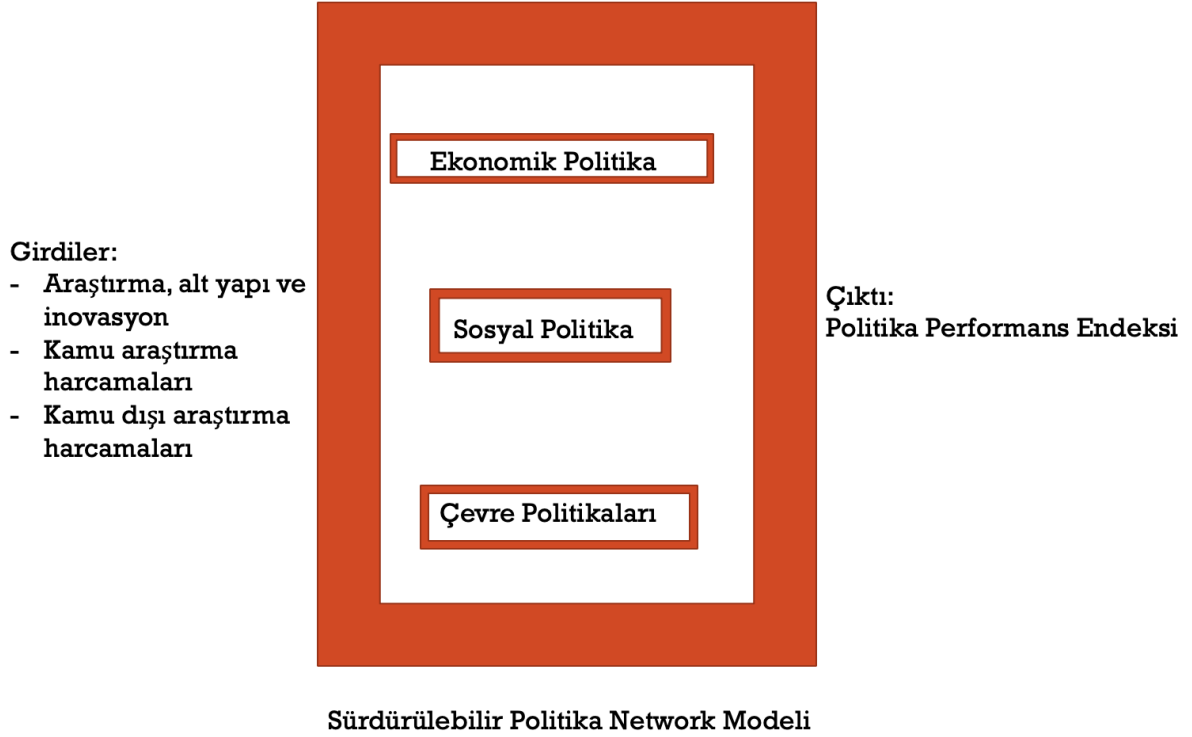 Ekonomik Politika
Girdiler:
- Araştırma, alt yapı ve
inovasyon
- Kamu araştırma
harcamaları
- Kamu dışı araştırma
harcamaları
Sosyal Politika
Çıktı:
Politika Performans Endeksi
Çevre Politikaları
Sürdürülebilir Politika Network Modeli